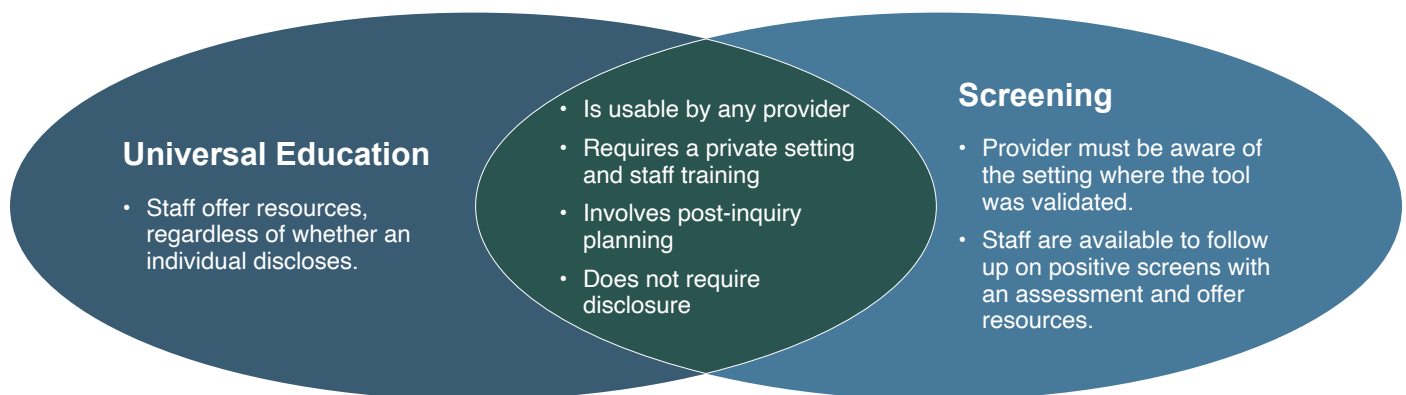 Universal Education
• Staff offer resources,
regardless of whether an
individual discloses.
• Is usable by any provider
• Requires a private setting
and staff training
• Involves post-inquiry
planning
• Does not require
disclosure
Screening
• Provider must be aware of
the setting where the tool
was validated.
• Staff are available to follow
up on positive screens with
an assessment and offer
resources.